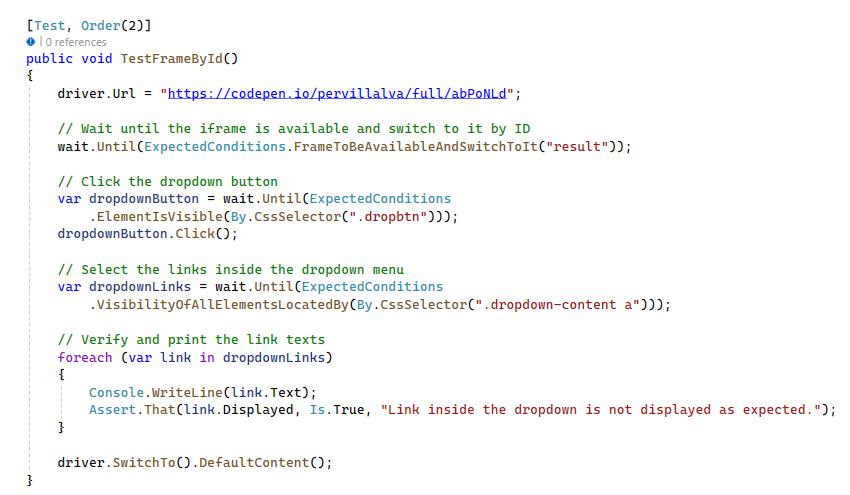 [Test, Order(2)]
| 0 references
public void TestFrameById()
{
    driver.Url = "https://codepen.io/pervillalva/full/abPoNLd";

    // Wait until the iframe is available and switch to it by ID
    wait.Until(ExpectedConditions.FrameToBeAvailableAndSwitchToIt("result"));

    // Click the dropdown button
    var dropdownButton = wait.Until(ExpectedConditions
        .ElementIsVisible(By.CssSelector(".dropbtn")));
    dropdownButton.Click();

    // Select the links inside the dropdown menu
    var dropdownLinks = wait.Until(ExpectedConditions
        .VisibilityOfAllElementsLocatedBy(By.CssSelector(".dropdown-content a")));

    // Verify and print the link texts
    foreach (var link in dropdownLinks)
    {
        Console.WriteLine(link.Text);
        Assert.That(link.Displayed, Is.True, "Link inside the dropdown is not displayed as expected.");
    }

    driver.SwitchTo().DefaultContent();
}